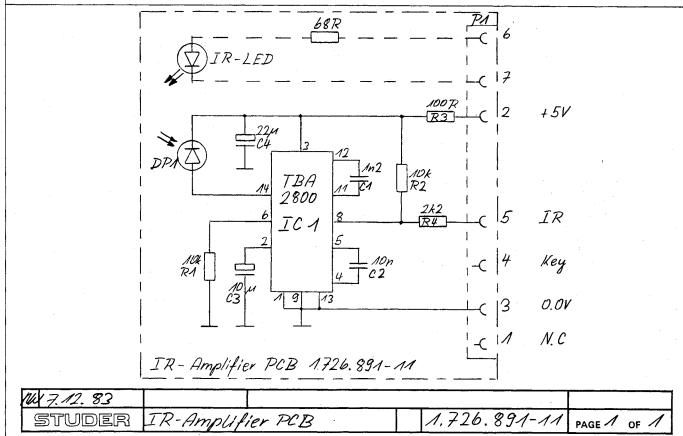 68R
P1
6
IR-LED
7
100R
R3
2 +5V
22µ
C4
DP1
3
12
1n2
C1
11
10k
R2
14
TBA
2800
IC1
6
8
2k2
R4
5 IR
2
5
10k
R1
10µ
C3
10n
C2
4
4 Key
1 9 13
3 0.0V
1 N.C
IR-Amplifier PCB 1.726.891-11
7.12.83
STUDER IR-Amplifier PCB 1.726.891-11 PAGE 1 OF 1